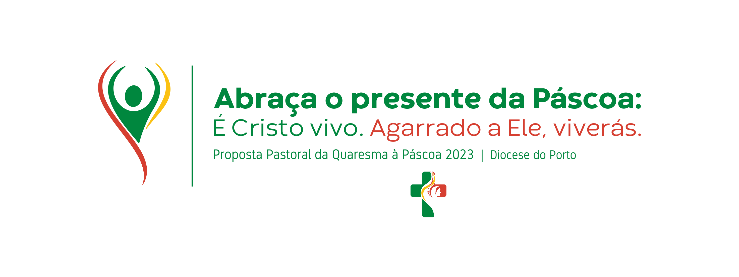 Abraça o presente da Páscoa:
É Cristo vivo. Agarrado a Ele, viverás.
Proposta Pastoral da Quaresma à Páscoa 2023 | Diocese do Porto